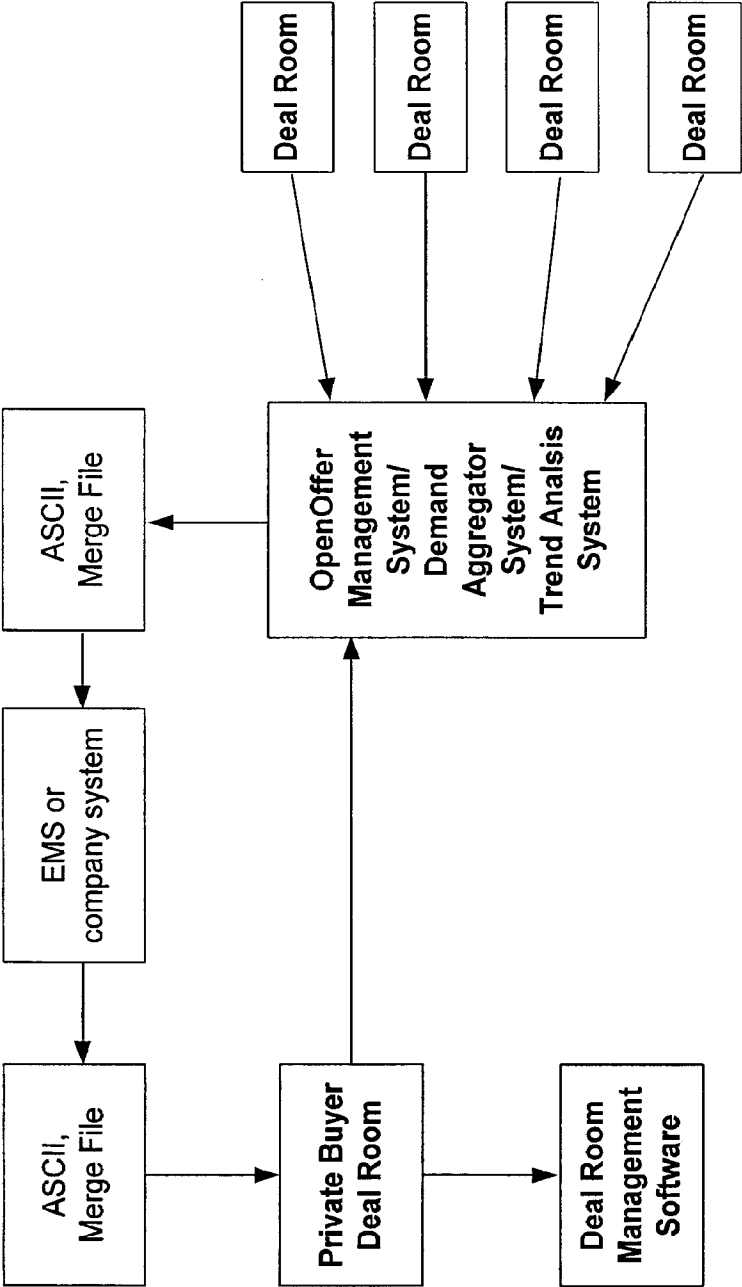 ASCII,
Merge File
EMS or
company system
ASCII,
Merge File
Private Buyer
Deal Room
OpenOffer
Management
System/
Demand
Aggregator
System/
Trend Analsis
System
Deal Room
Deal Room
Deal Room
Deal Room
Deal Room
Management
Software